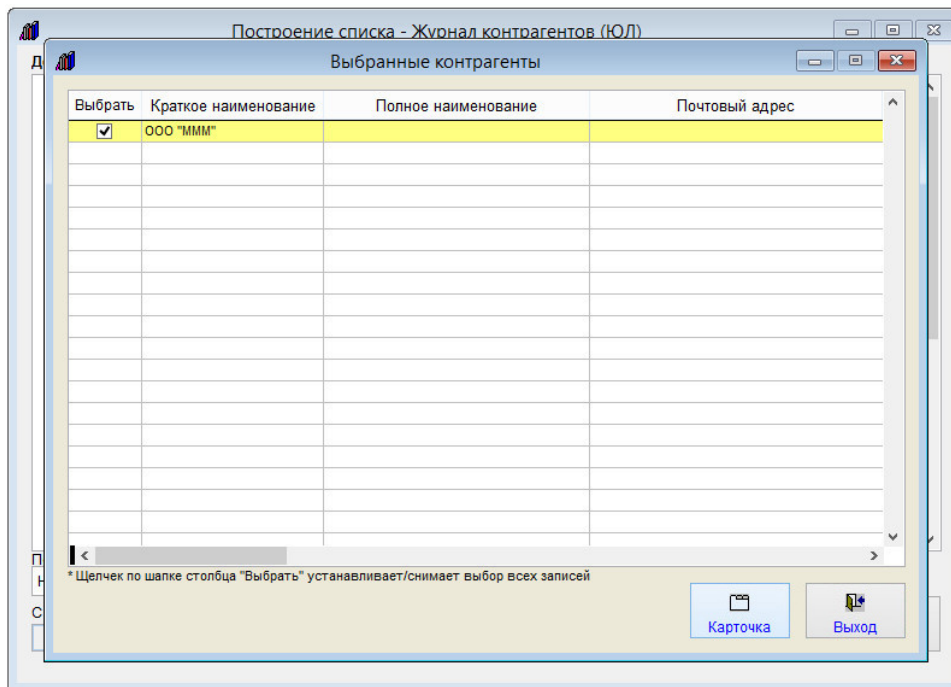 Построение списка - Журнал контрагентов (ЮЛ)
Выбранные контрагенты
Выбрать Краткое наименование Полное наименование Почтовый адрес
ООО "МММ"
* Щелчек по шапке столбца "Выбрать" устанавливает/снимает выбор всех записей
Карточка Выход